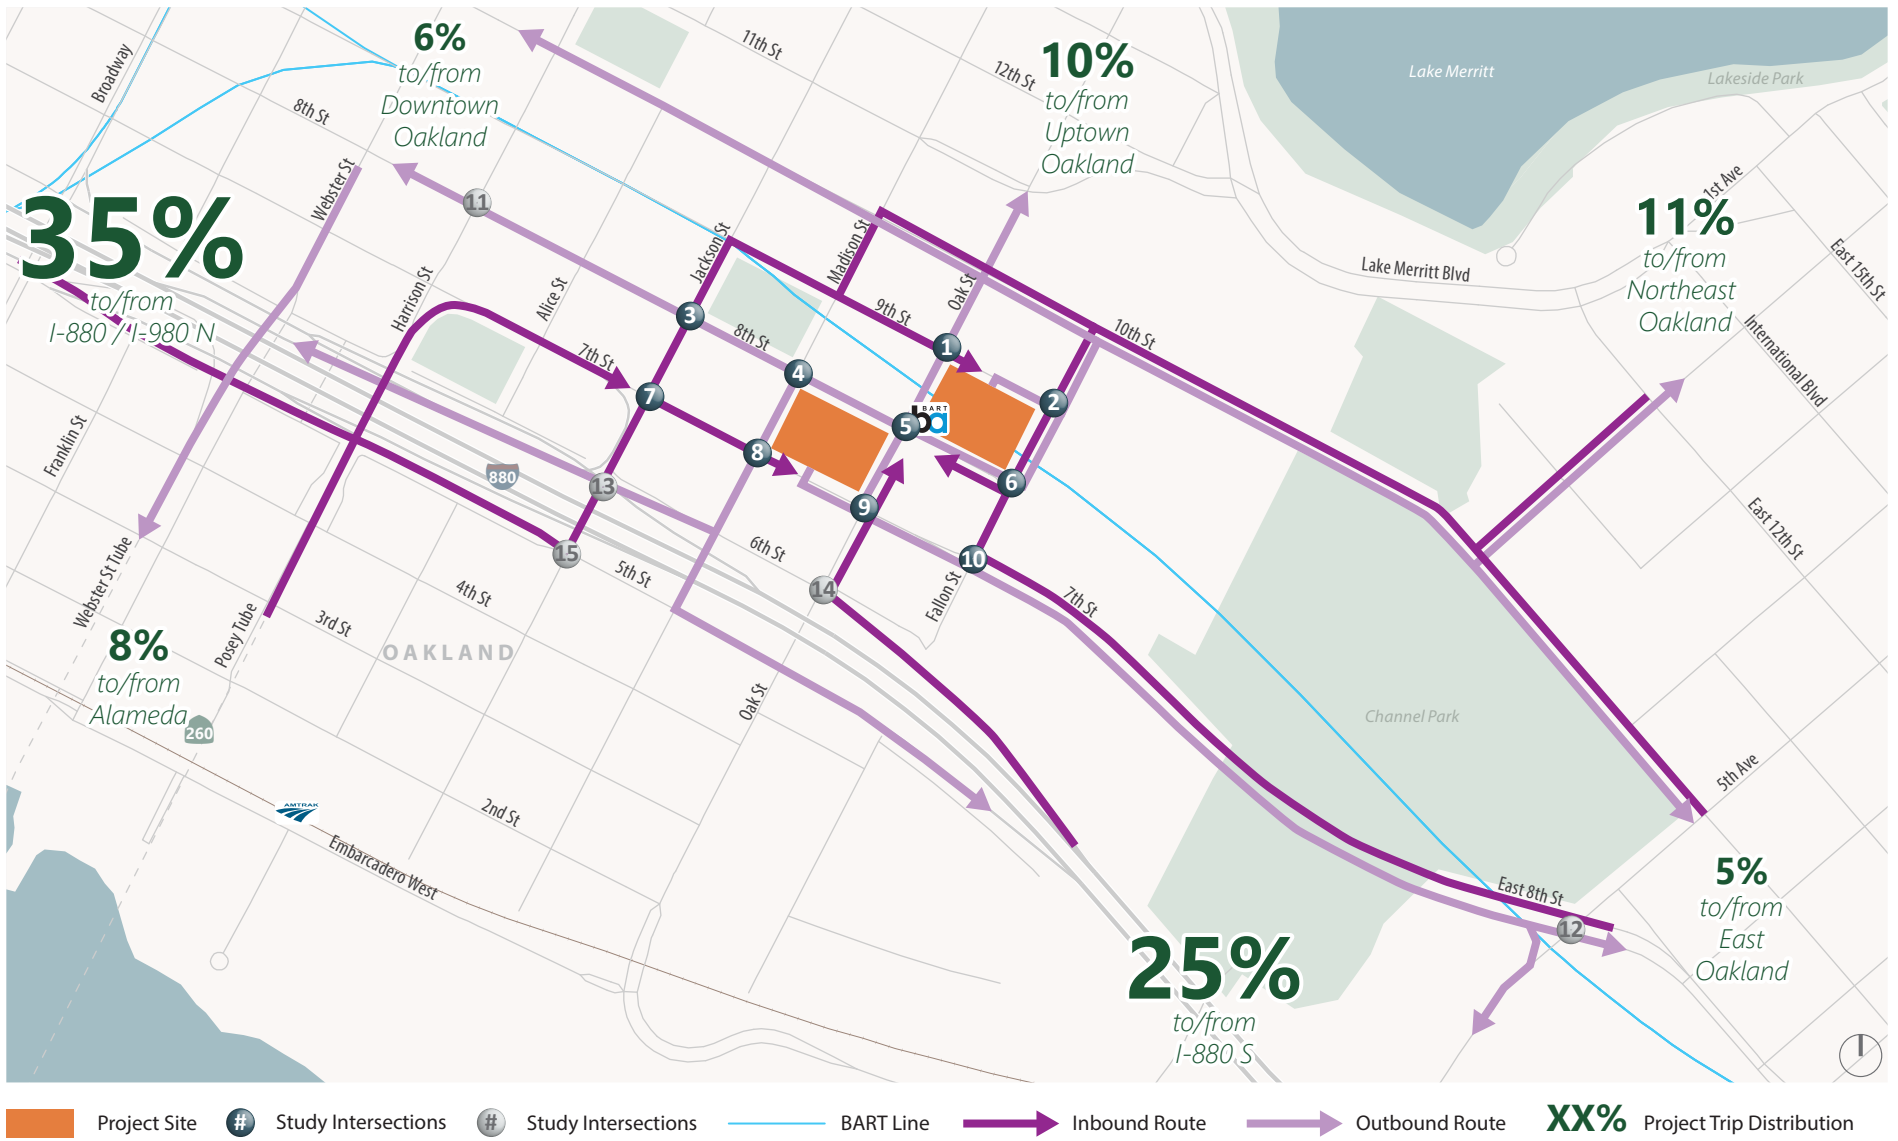 6%
to/from
Downtown
Oakland
10%
to/from
Uptown
Oakland
35%
to/from
I-880 / I-980 N
11%
to/from
Northeast
Oakland
8%
to/from
Alameda
25%
to/from
I-880 S
5%
to/from
East
Oakland
Broadway
8th St
11th St
12th St
Lake Merritt
Lakeside Park
Webster St
Harrison St
Alice St
Jackson St
Madison St
Oak St
9th St
8th St
7th St
10th St
Lake Merritt Blvd
1st Ave
East 15th St
International Blvd
East 12th St
Franklin St
Webster St Tube
Posey Tube
880
260
6th St
5th St
4th St
3rd St
2nd St
OAKLAND
Oak St
Fallon St
7th St
Channel Park
5th Ave
East 8th St
Embarcadero West
AMTRAK
BART
ba
1
2
3
4
5
6
7
8
9
10
11
12
13
14
15
Project Site
# Study Intersections
# Study Intersections
BART Line
Inbound Route
Outbound Route
XX% Project Trip Distribution